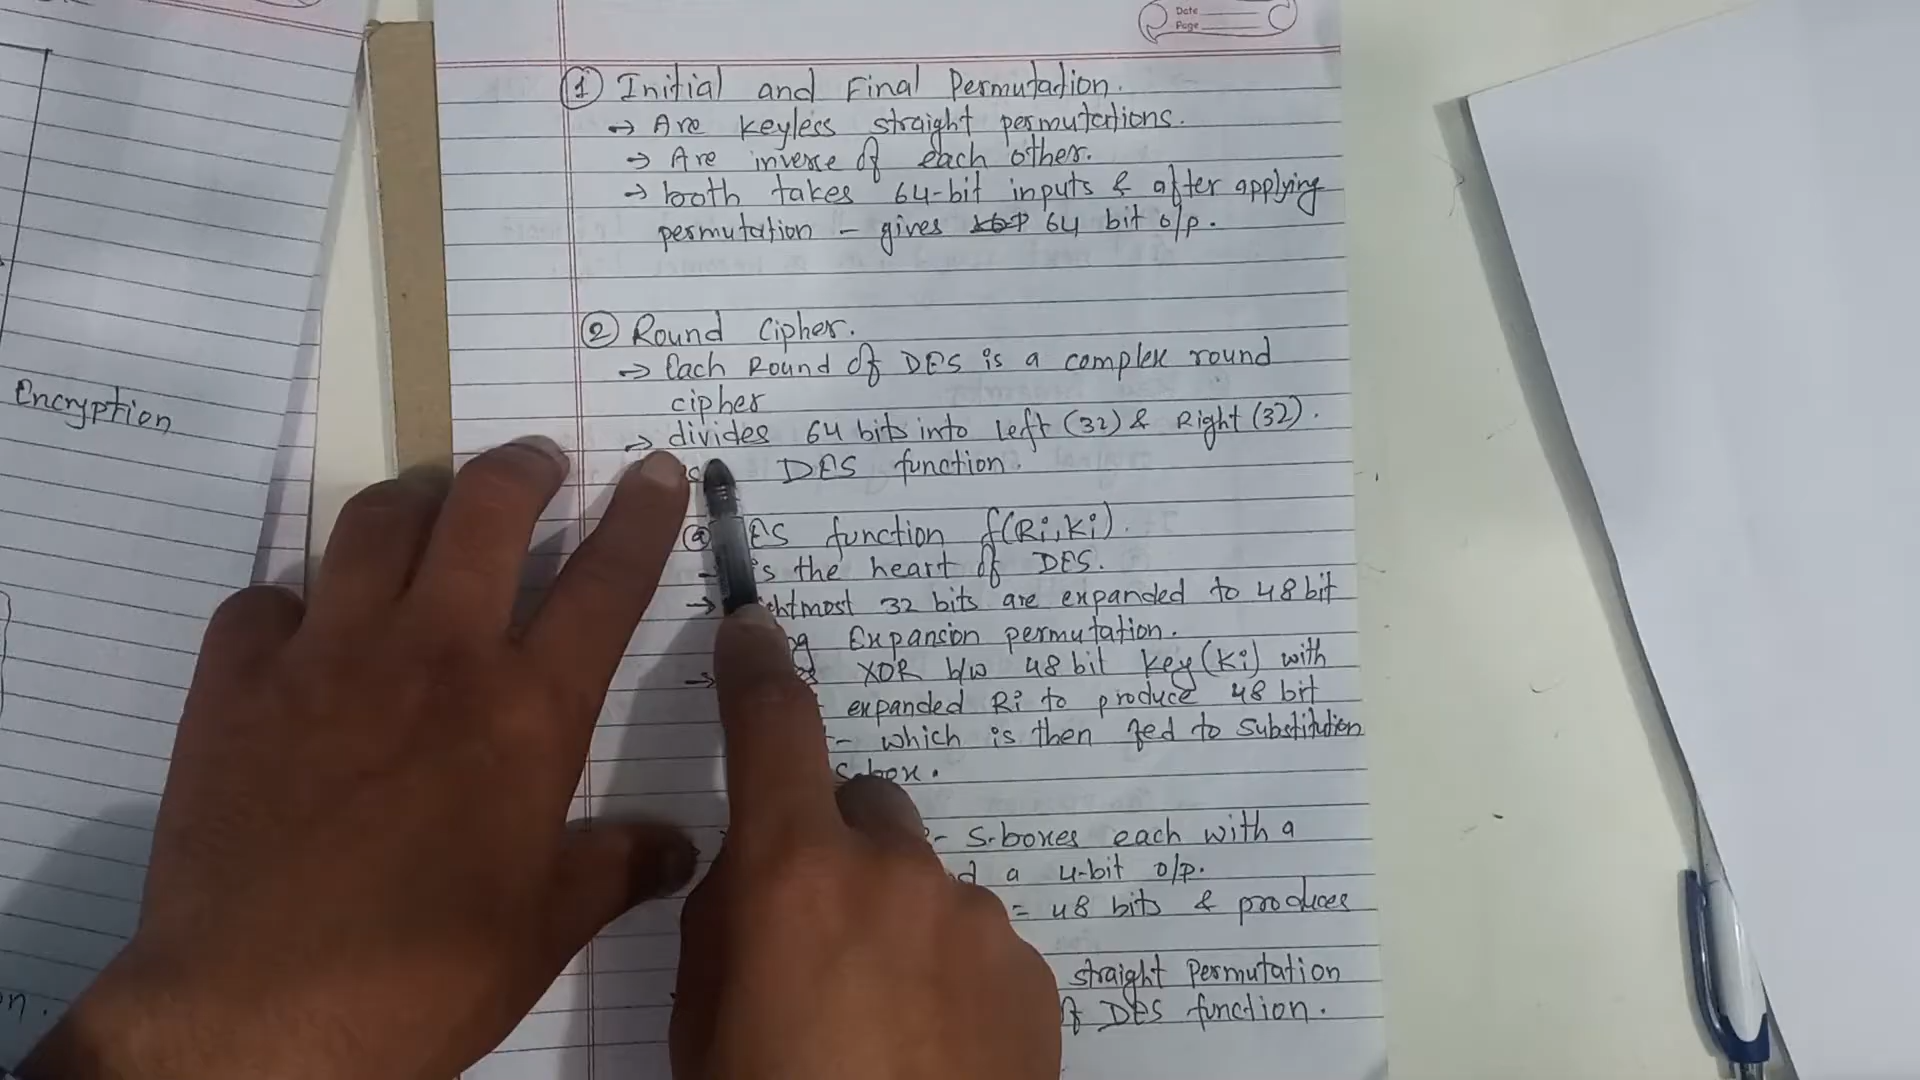 Date
Page
① Initial and Final Permutation.
→ Are keyless straight permutations.
→ Are inverse of each other.
→ both takes 64-bit inputs & after applying
permutation - gives 64 bit o/p.
② Round Cipher.
→ Each Round of DES is a complex round
cipher
→ divides 64 bits into left (32) & Right (32).
DES function.
Encryption
ⓐ function f(Ri, Ki).
the heart of DES.
→ 32 bits are expanded to 48 bit
Expansion permutation.
→ XOR b/w 48 bit key (Ki) with
expanded Ri to produce 48 bit
- which is then fed to substitution
S-box.
- S-boxes each with a
a 4-bit o/p.
= 48 bits & produces
straight permutation
of DES function.